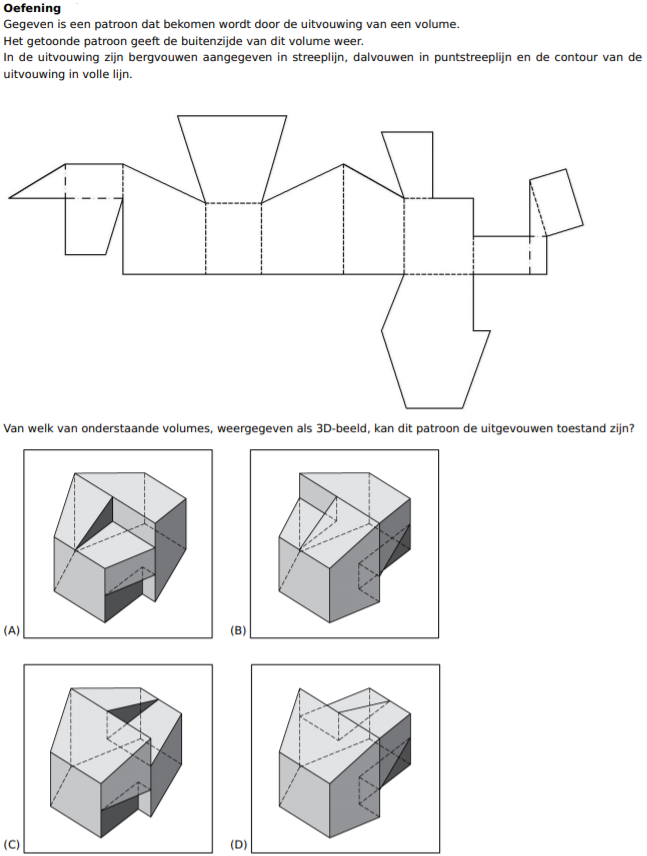 Oefening
Gegeven is een patroon dat bekomen wordt door de uitvouwing van een volume.
Het getoonde patroon geeft de buitenzijde van dit volume weer.
In de uitvouwing zijn bergvouwen aangegeven in streeplijn, dalvouwen in puntstreeplijn en de contour van de
uitvouwing in volle lijn.
Van welk van onderstaande volumes, weergegeven als 3D-beeld, kan dit patroon de uitgevouwen toestand zijn?
(A)
(B)
(C)
(D)